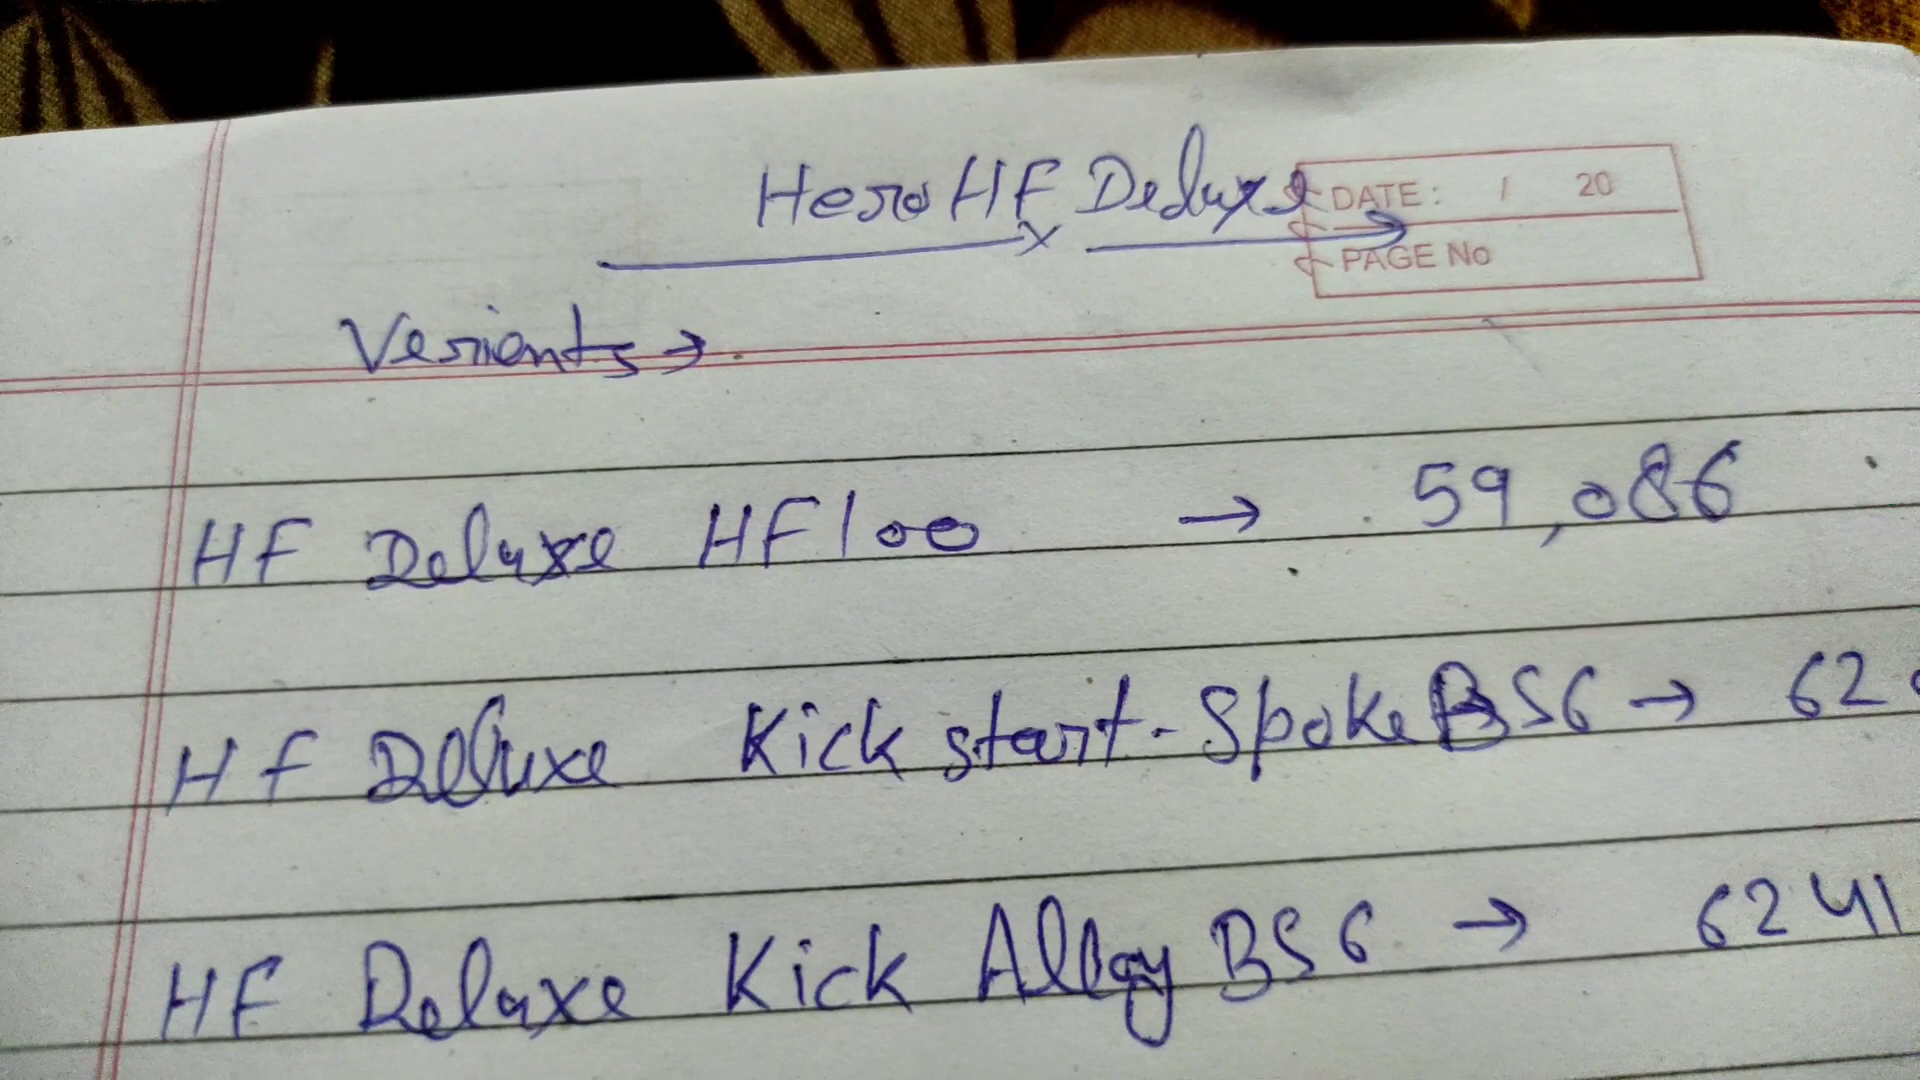 Hero HF Deluxe
DATE: / 20
PAGE No
Verients →
HF Deluxe HF100 → 59,086
HF Deluxe Kick start-Spoke BS6 → 62
HF Deluxe Kick Alloy BS6 → 6241